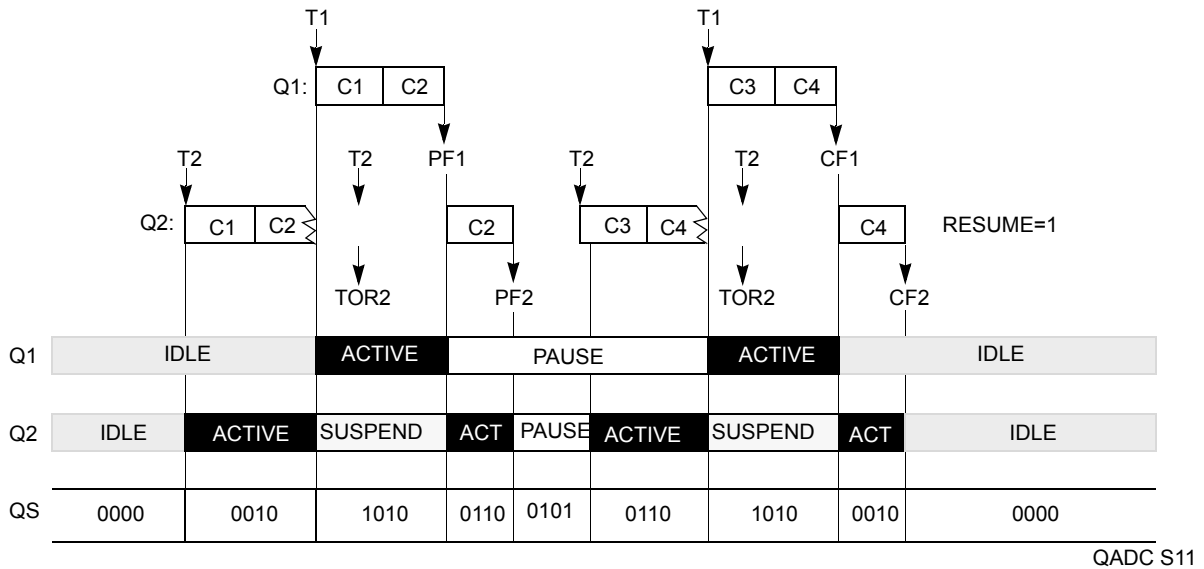 T1 T1
Q1: C1 C2 C3 C4
T2 T2 PF1 T2 T2 CF1
Q2: C1 C2 C2 C3 C4 C4 RESUME=1
TOR2 PF2 TOR2 CF2
Q1 IDLE ACTIVE PAUSE ACTIVE IDLE
Q2 IDLE ACTIVE SUSPEND ACT PAUSE ACTIVE SUSPEND ACT IDLE
QS 0000 0010 1010 0110 0101 0110 1010 0010 0000
QADC S11